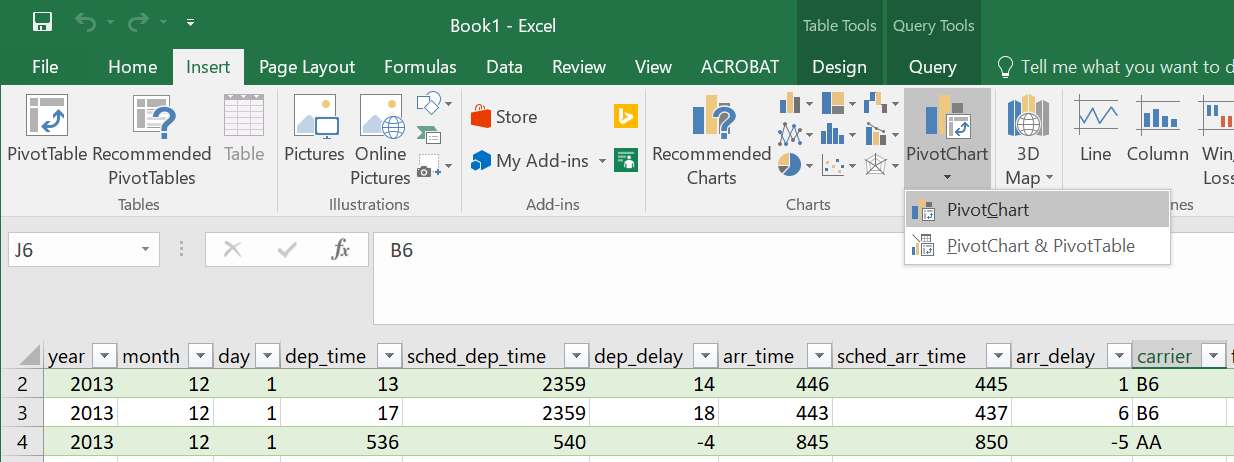 Book1 - Excel
Table Tools Query Tools
File Home Insert Page Layout Formulas Data Review View ACROBAT Design Query Tell me what you want to d
PivotTable Recommended PivotTables Table
Tables
Pictures Online Pictures
Illustrations
Store
My Add-ins
Add-ins
Recommended Charts
Charts
PivotChart
3D Map
Line Column Win/ Loss
nes
PivotChart
PivotChart & PivotTable
J6 fx B6
year month day dep_time sched_dep_time dep_delay arr_time sched_arr_time arr_delay carrier
2 2013 12 1 13 2359 14 446 445 1 B6
3 2013 12 1 17 2359 18 443 437 6 B6
4 2013 12 1 536 540 -4 845 850 -5 AA